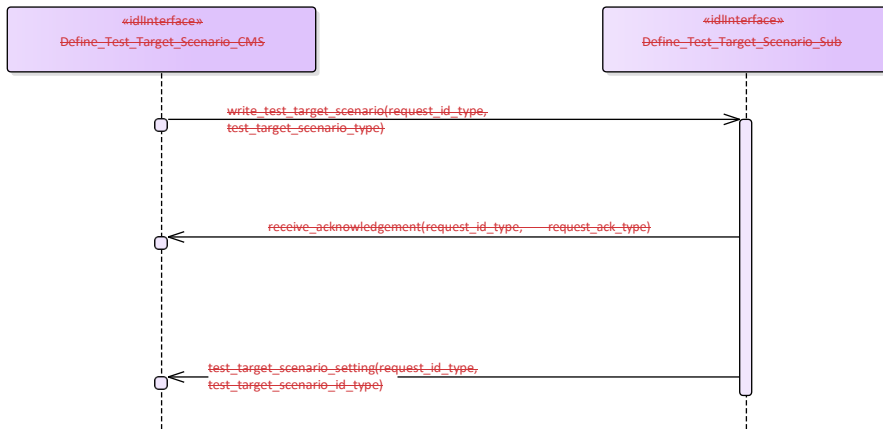 «idlInterface»
Define_Test_Target_Scenario_CMS
«idlInterface»
Define_Test_Target_Scenario_Sub
write_test_target_scenario(request_id_type,
test_target_scenario_type)
receive_acknowledgement(request_id_type, request_ack_type)
test_target_scenario_setting(request_id_type,
test_target_scenario_id_type)